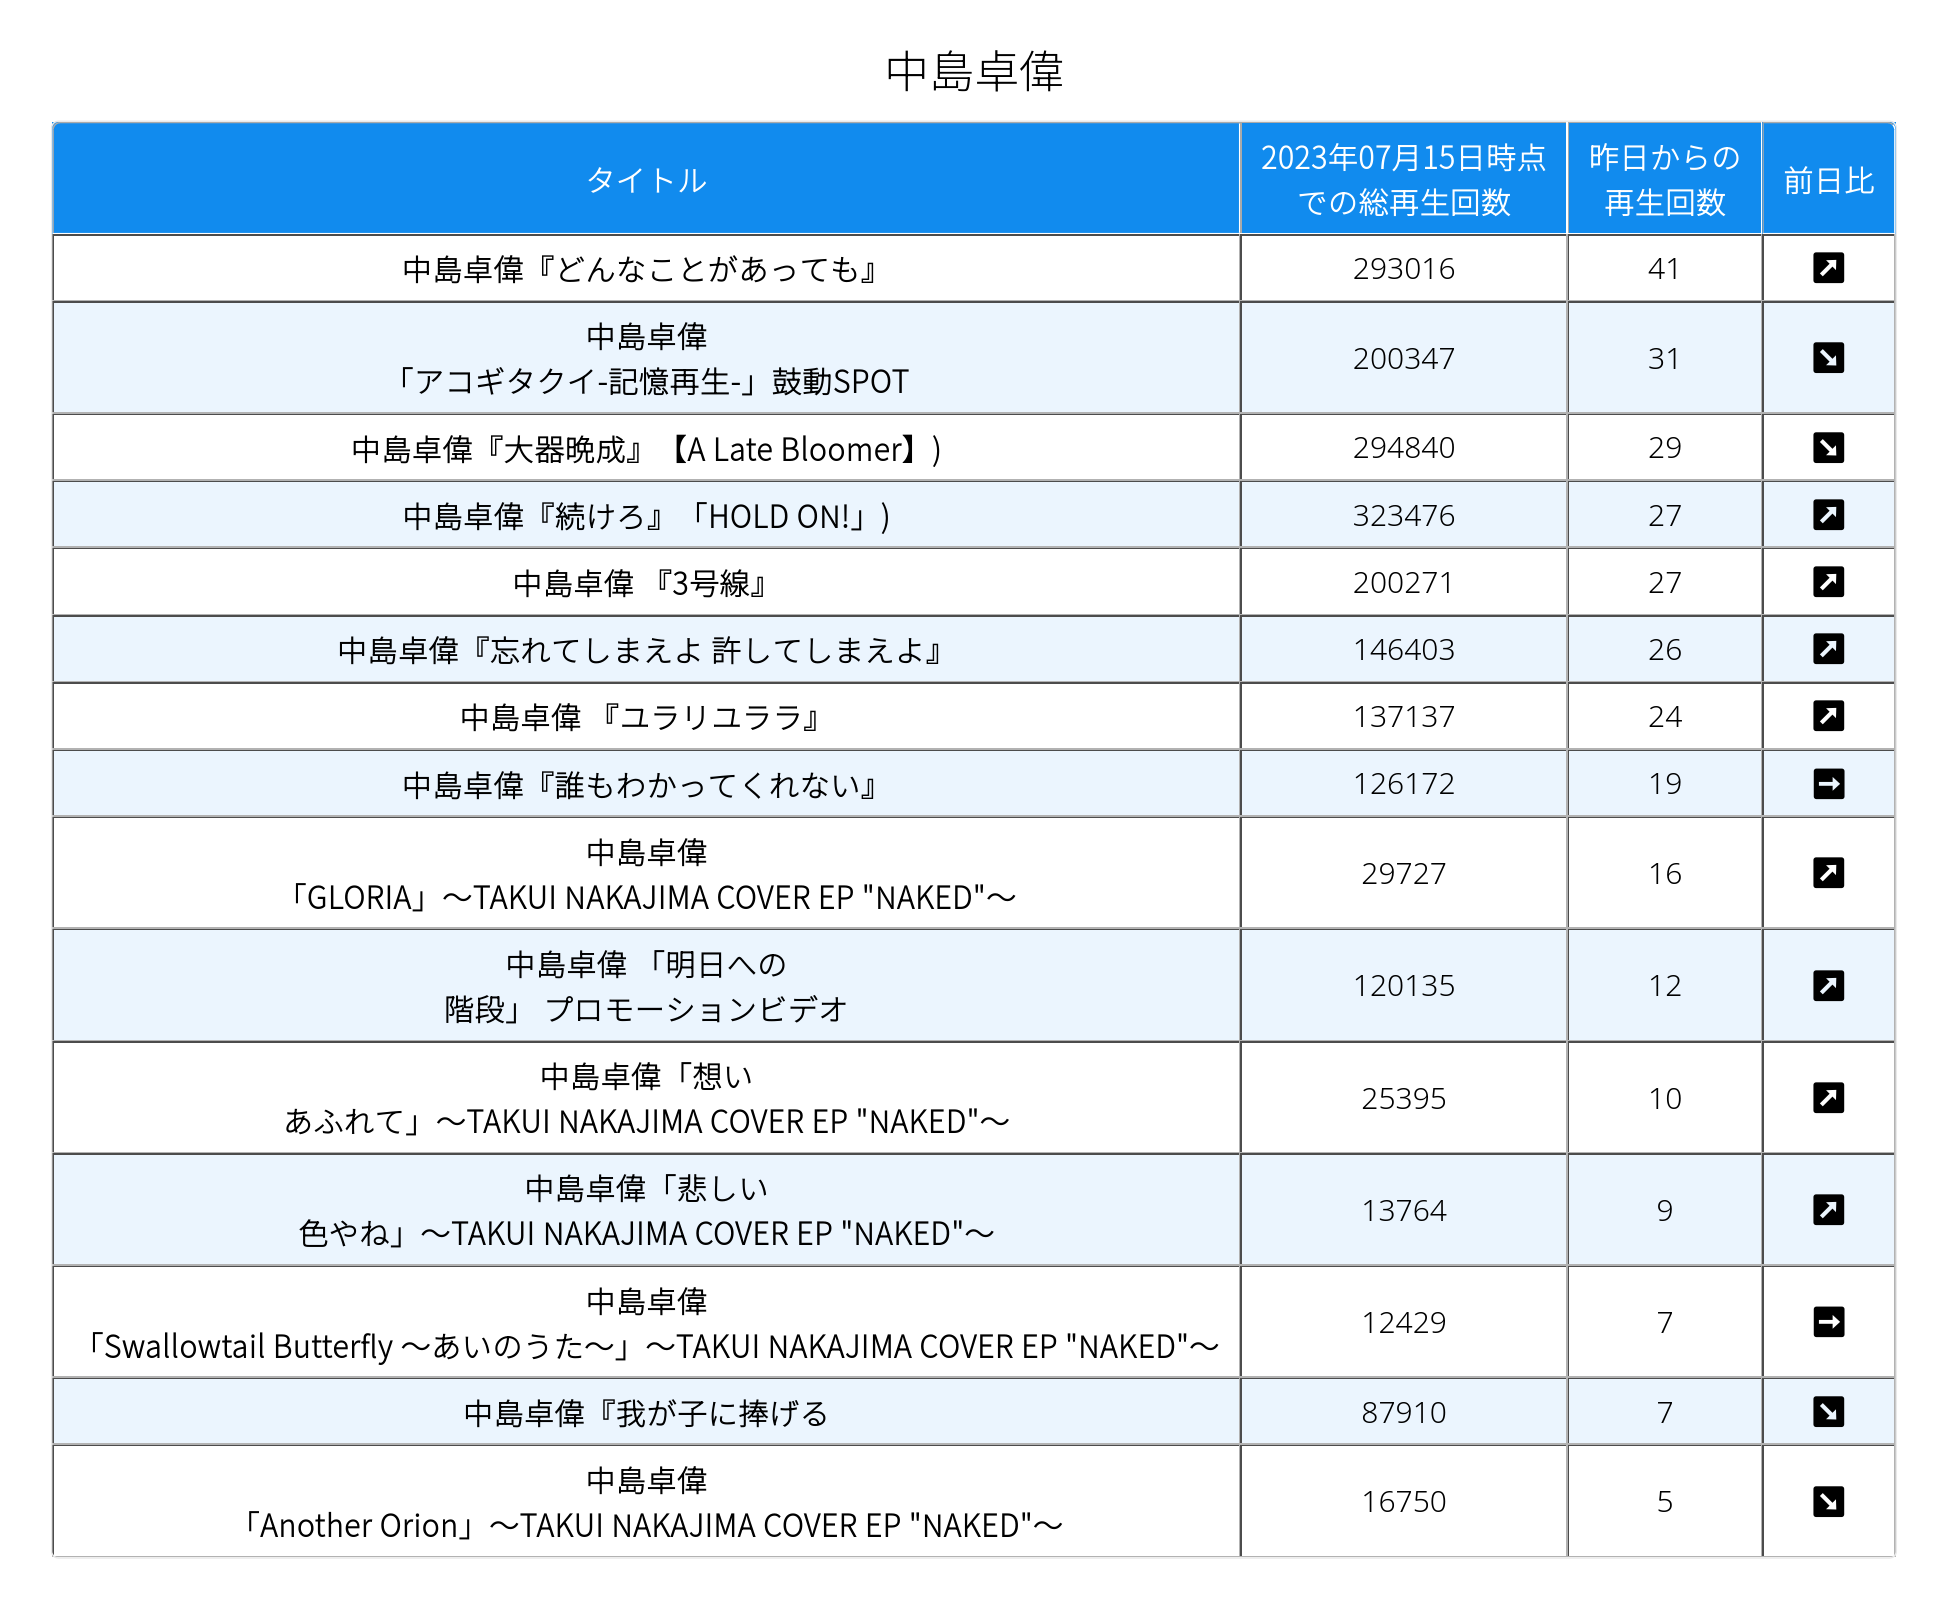 中島卓偉
タイトル
2023年07月15日時点
での総再生回数
昨日からの
再生回数
前日比
中島卓偉『どんなことがあっても』
293016
41
中島卓偉
「アコギタクイ-記憶再生-」鼓動SPOT
200347
31
中島卓偉『大器晩成』【A Late Bloomer】)
294840
29
中島卓偉『続けろ』「HOLD ON!」)
323476
27
中島卓偉 『3号線』
200271
27
中島卓偉『忘れてしまえよ 許してしまえよ』
146403
26
中島卓偉 『ユラリユララ』
137137
24
中島卓偉『誰もわかってくれない』
126172
19
中島卓偉
「GLORIA」〜TAKUI NAKAJIMA COVER EP "NAKED"〜
29727
16
中島卓偉 「明日への
階段」 プロモーションビデオ
120135
12
中島卓偉「想い
あふれて」〜TAKUI NAKAJIMA COVER EP "NAKED"〜
25395
10
中島卓偉「悲しい
色やね」〜TAKUI NAKAJIMA COVER EP "NAKED"〜
13764
9
中島卓偉
「Swallowtail Butterfly 〜あいのうた〜」〜TAKUI NAKAJIMA COVER EP "NAKED"〜
12429
7
中島卓偉『我が子に捧げる
87910
7
中島卓偉
「Another Orion」〜TAKUI NAKAJIMA COVER EP "NAKED"〜
16750
5